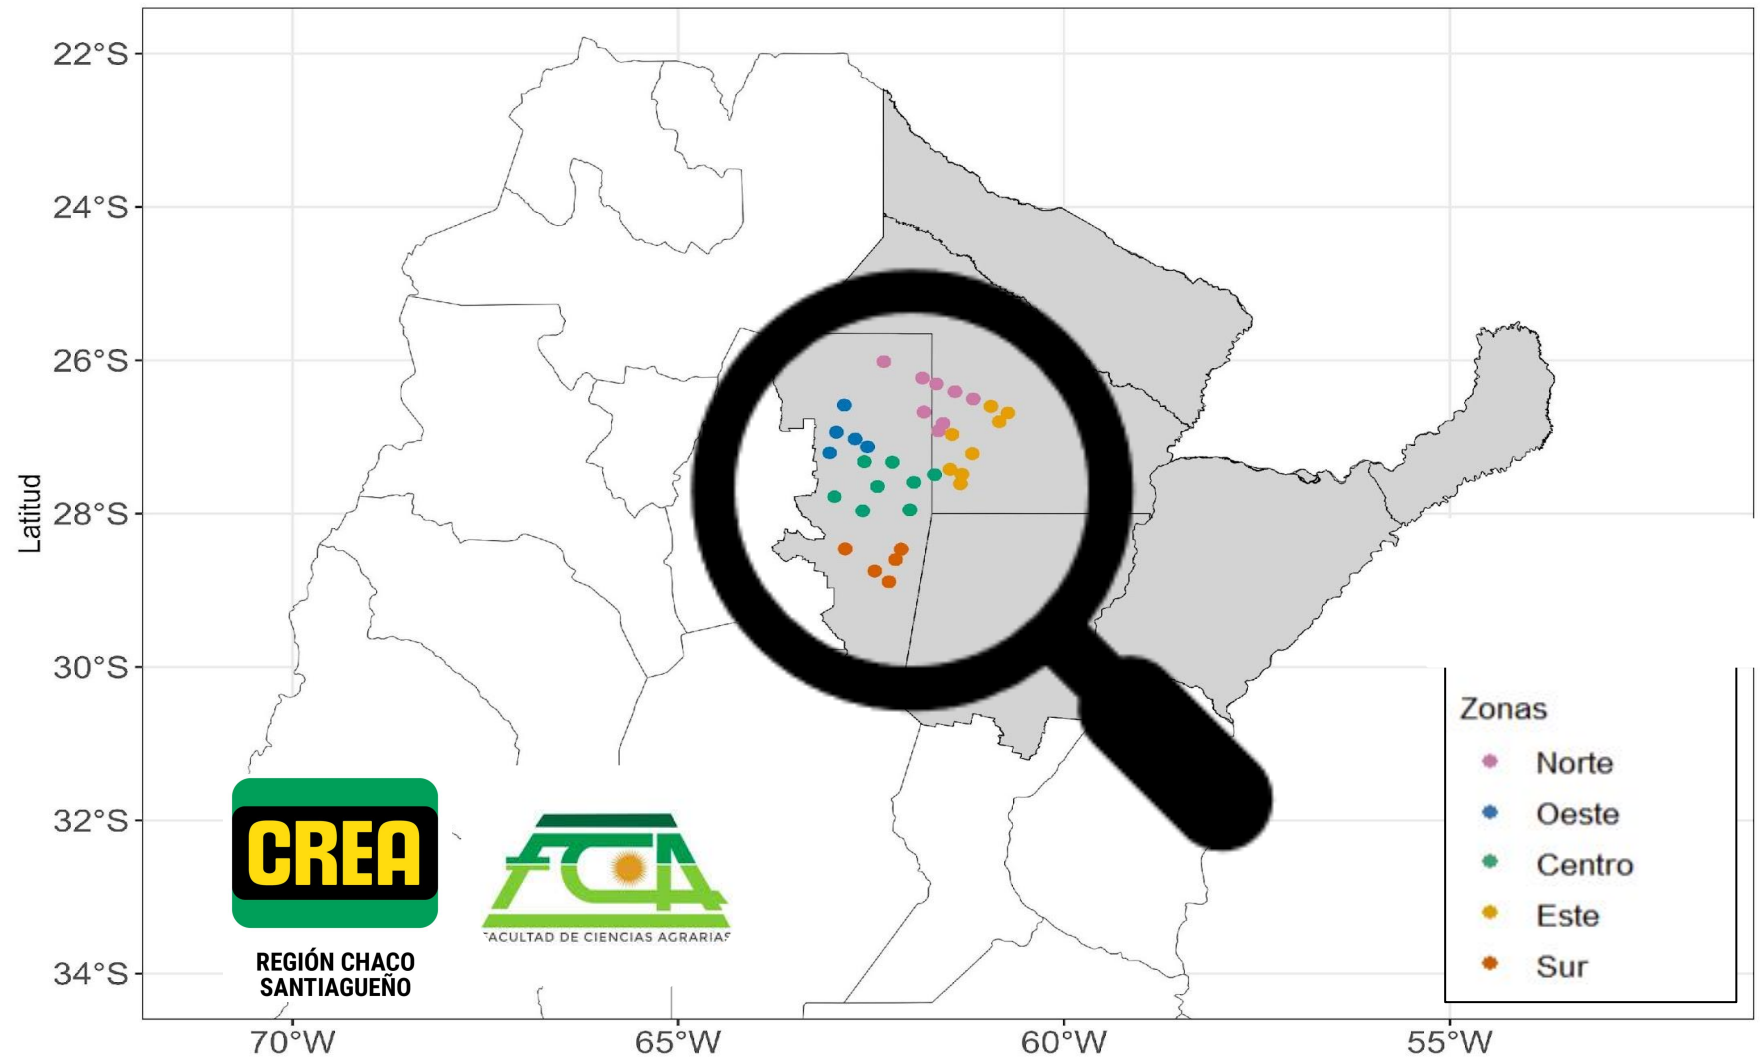 22°S
24°S
26°S
28°S
30°S
32°S
34°S
Latitud
70°W
65°W
60°W
55°W
Zonas
Norte
Oeste
Centro
Este
Sur
CREA
REGIÓN CHACO
SANTIAGUEÑO
FCA
FACULTAD DE CIENCIAS AGRARIAS